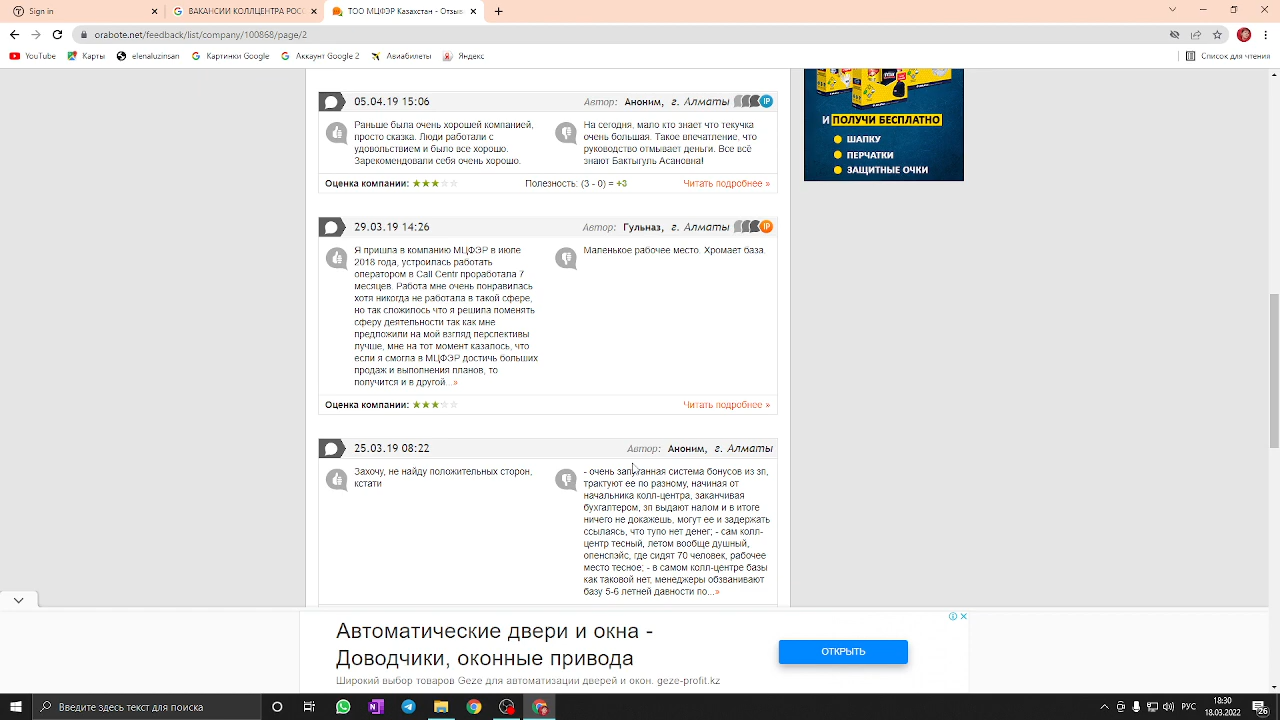 Sign in
ВАКАНСИИ КОЛЛЦЕНТРА РОСС
ТОО МЦФЭР Казахстан - Отзыв
orabote.net/feedback/list/company/100868/page/2
YouTube
Карты
elenaluzinsan
Картинки Google
Аккаунт Google 2
Авиабилеты
Яндекс
Список для чтения
05.04.19 15:06
Автор: Аноним, г. Алматы
IP
Раньше была очень хорошей компанией,
просто сказка. Люди работали с
удовольствием и было все хорошо.
Зарекомендовали себя очень хорошо.
На сегодня, мало кто знает что текучка
очень большая. Такое впечатление, что
руководство отмывает деньги. Все всё
знают Бактыгуль Асановна!
Оценка компании:
Полезность: (3 - 0) = +3
Читать подробнее »
29.03.19 14:26
Автор: Гульназ, г. Алматы
IP
Я пришла в компанию МЦФЭР в июле
2018 года, устроилась работать
оператором в Call Centr проработала 7
месяцев. Работа мне очень понравилась
хотя никогда не работала в такой сфере,
но так сложилось что я решила поменять
сферу деятельности так как мне
предложили на мой взгляд перспективы
лучше, мне на тот момент казалось, что
если я смогла в МЦФЭР достичь больших
продаж и выполнения планов, то
получится и в другой...»
Маленькое рабочее место. Хромает база.
Оценка компании:
Читать подробнее »
25.03.19 08:22
Автор: Аноним, г. Алматы
Захочу, не найду положительных сторон,
кстати
- очень запутанная система бонусов из зп,
трактуют ее по разному, начиная от
начальника колл-центра, заканчивая
бухгалтером, зп выдают налом и в итоге
ничего не докажешь, могут ее и задержать
ссылаясь, что тупо нет денег; - сам колл-
центр тесный, летом вообще душный,
опенспэйс, где сидят 70 человек, рабочее
место тесное; - в самом колл-центре базы
как таковой нет, менеджеры обзванивают
базу 5-6 летней давности по...»
И ПОЛУЧИ БЕСПЛАТНО
ШАПКУ
ПЕРЧАТКИ
ЗАЩИТНЫЕ ОЧКИ
Автоматические двери и окна -
Доводчики, оконные привода
Широкий выбор товаров Geze для автоматизации дверей и окон. geze-profit.kz
ОТКРЫТЬ
Введите здесь текст для поиска
РУС
18:30
18.03.2022
26